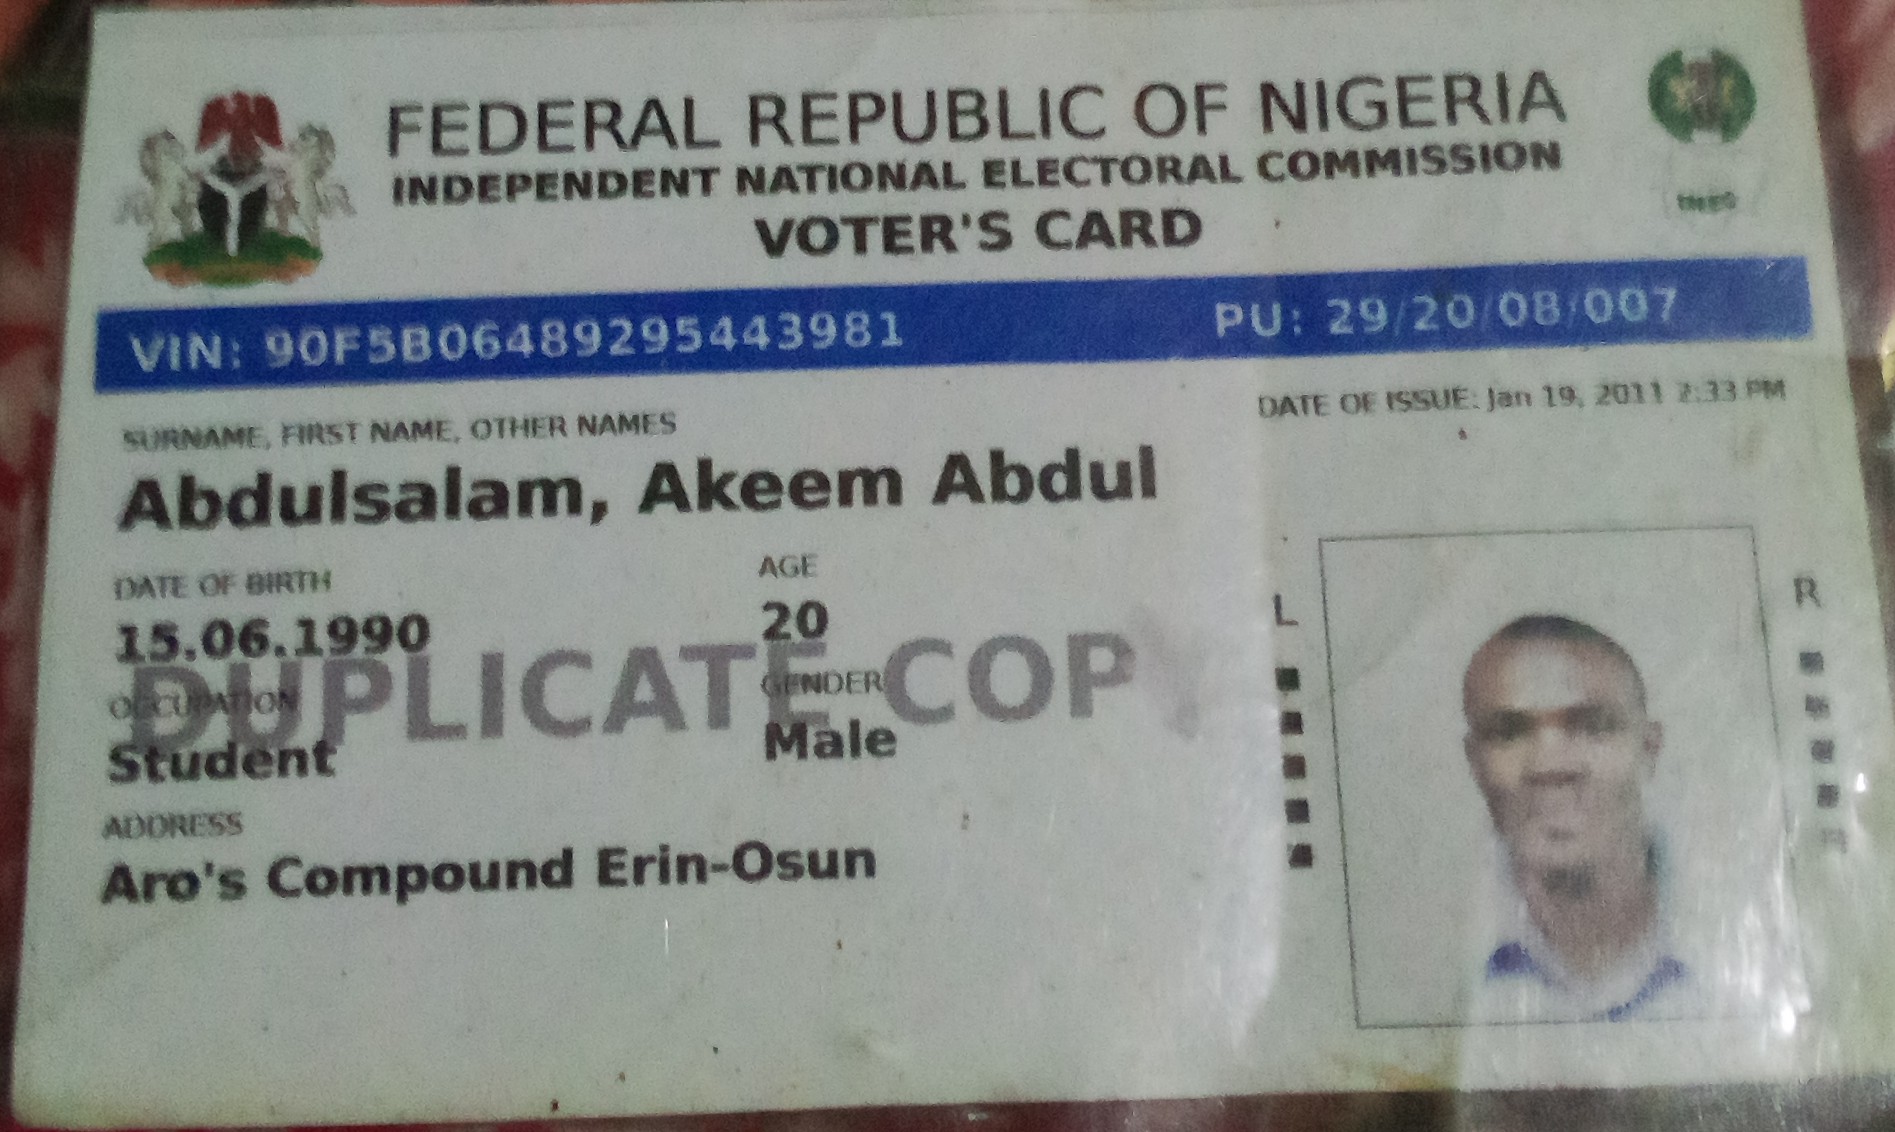 FEDERAL REPUBLIC OF NIGERIA
INDEPENDENT NATIONAL ELECTORAL COMMISSION
VOTER'S CARD
INEC
VIN: 90F5B06489295443981 PU: 29/20/08/007
DATE OF ISSUE: Jan 19, 2011 2:33 PM
SURNAME, FIRST NAME, OTHER NAMES
Abdulsalam, Akeem Abdul
DATE OF BIRTH AGE
15.06.1990 20
DUPLICATE COPY
OCCUPATION GENDER
Student Male
ADDRESS
Aro's Compound Erin-Osun
L R